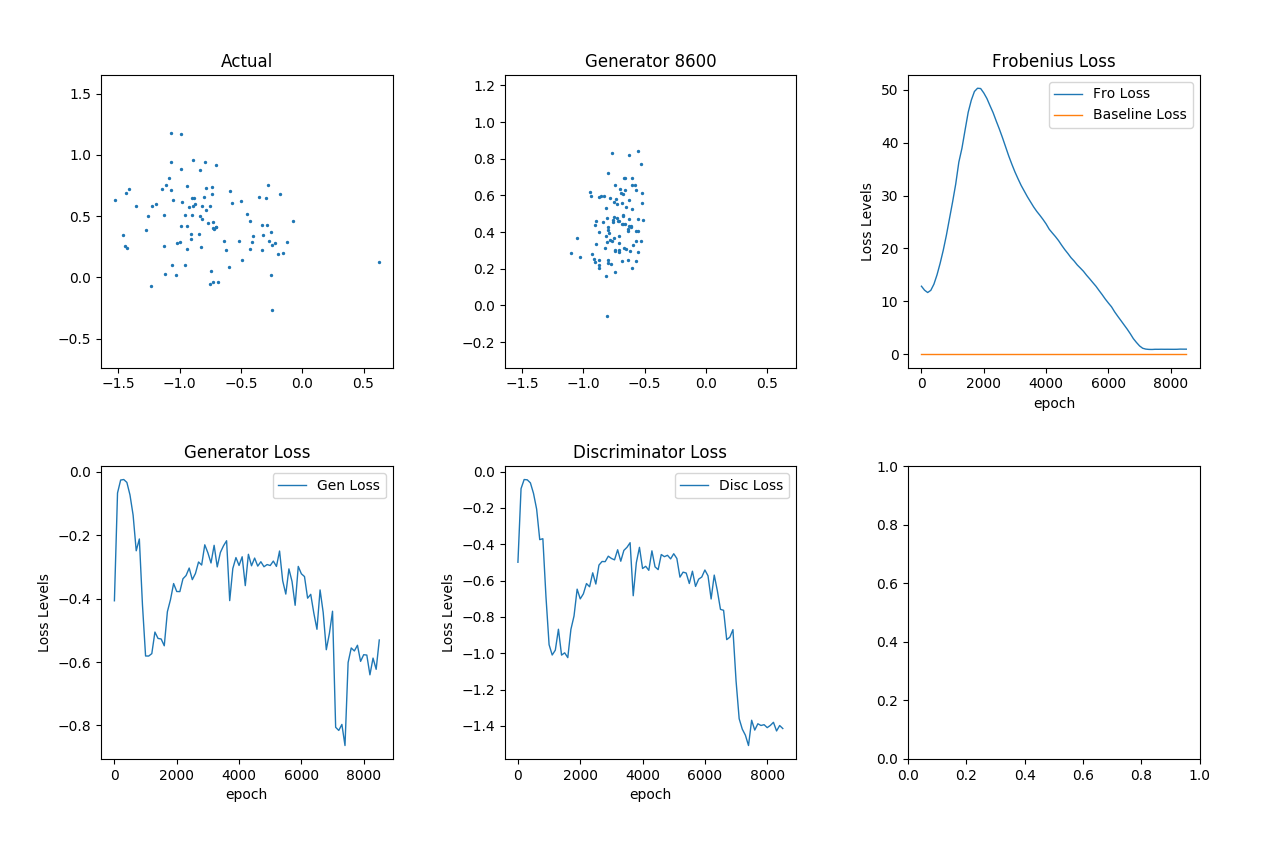 Actual
1.5
1.0
0.5
0.0
−0.5
−1.5 −1.0 −0.5 0.0 0.5
Generator 8600
1.2
1.0
0.8
0.6
0.4
0.2
0.0
−0.2
−1.5 −1.0 −0.5 0.0 0.5
Frobenius Loss
Fro Loss
Baseline Loss
Loss Levels
50
40
30
20
10
0
0 2000 4000 6000 8000
epoch
Generator Loss
Gen Loss
Loss Levels
0.0
−0.2
−0.4
−0.6
−0.8
0 2000 4000 6000 8000
epoch
Discriminator Loss
Disc Loss
Loss Levels
0.0
−0.2
−0.4
−0.6
−0.8
−1.0
−1.2
−1.4
0 2000 4000 6000 8000
epoch
1.0
0.8
0.6
0.4
0.2
0.0
0.0 0.2 0.4 0.6 0.8 1.0